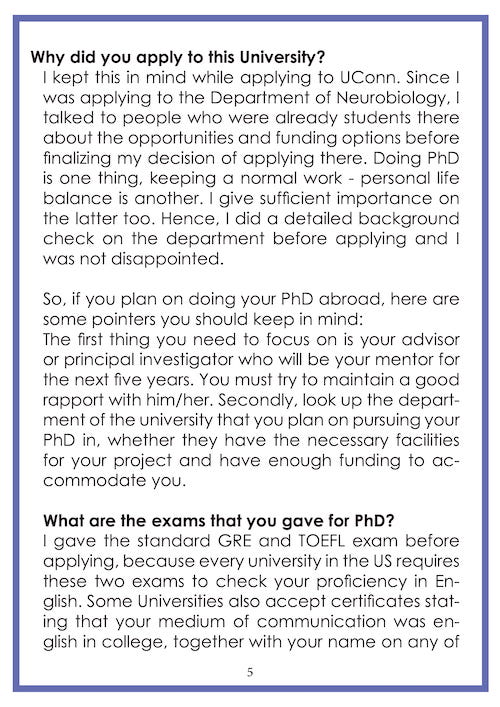 Why did you apply to this University?
I kept this in mind while applying to UConn. Since I
was applying to the Department of Neurobiology, I
talked to people who were already students there
about the opportunities and funding options before
finalizing my decision of applying there. Doing PhD
is one thing, keeping a normal work - personal life
balance is another. I give sufficient importance on
the latter too. Hence, I did a detailed background
check on the department before applying and I
was not disappointed.
So, if you plan on doing your PhD abroad, here are
some pointers you should keep in mind:
The first thing you need to focus on is your advisor
or principal investigator who will be your mentor for
the next five years. You must try to maintain a good
rapport with him/her. Secondly, look up the depart-
ment of the university that you plan on pursuing your
PhD in, whether they have the necessary facilities
for your project and have enough funding to ac-
commodate you.
What are the exams that you gave for PhD?
I gave the standard GRE and TOEFL exam before
applying, because every university in the US requires
these two exams to check your proficiency in En-
glish. Some Universities also accept certificates stat-
ing that your medium of communication was en-
glish in college, together with your name on any of
5